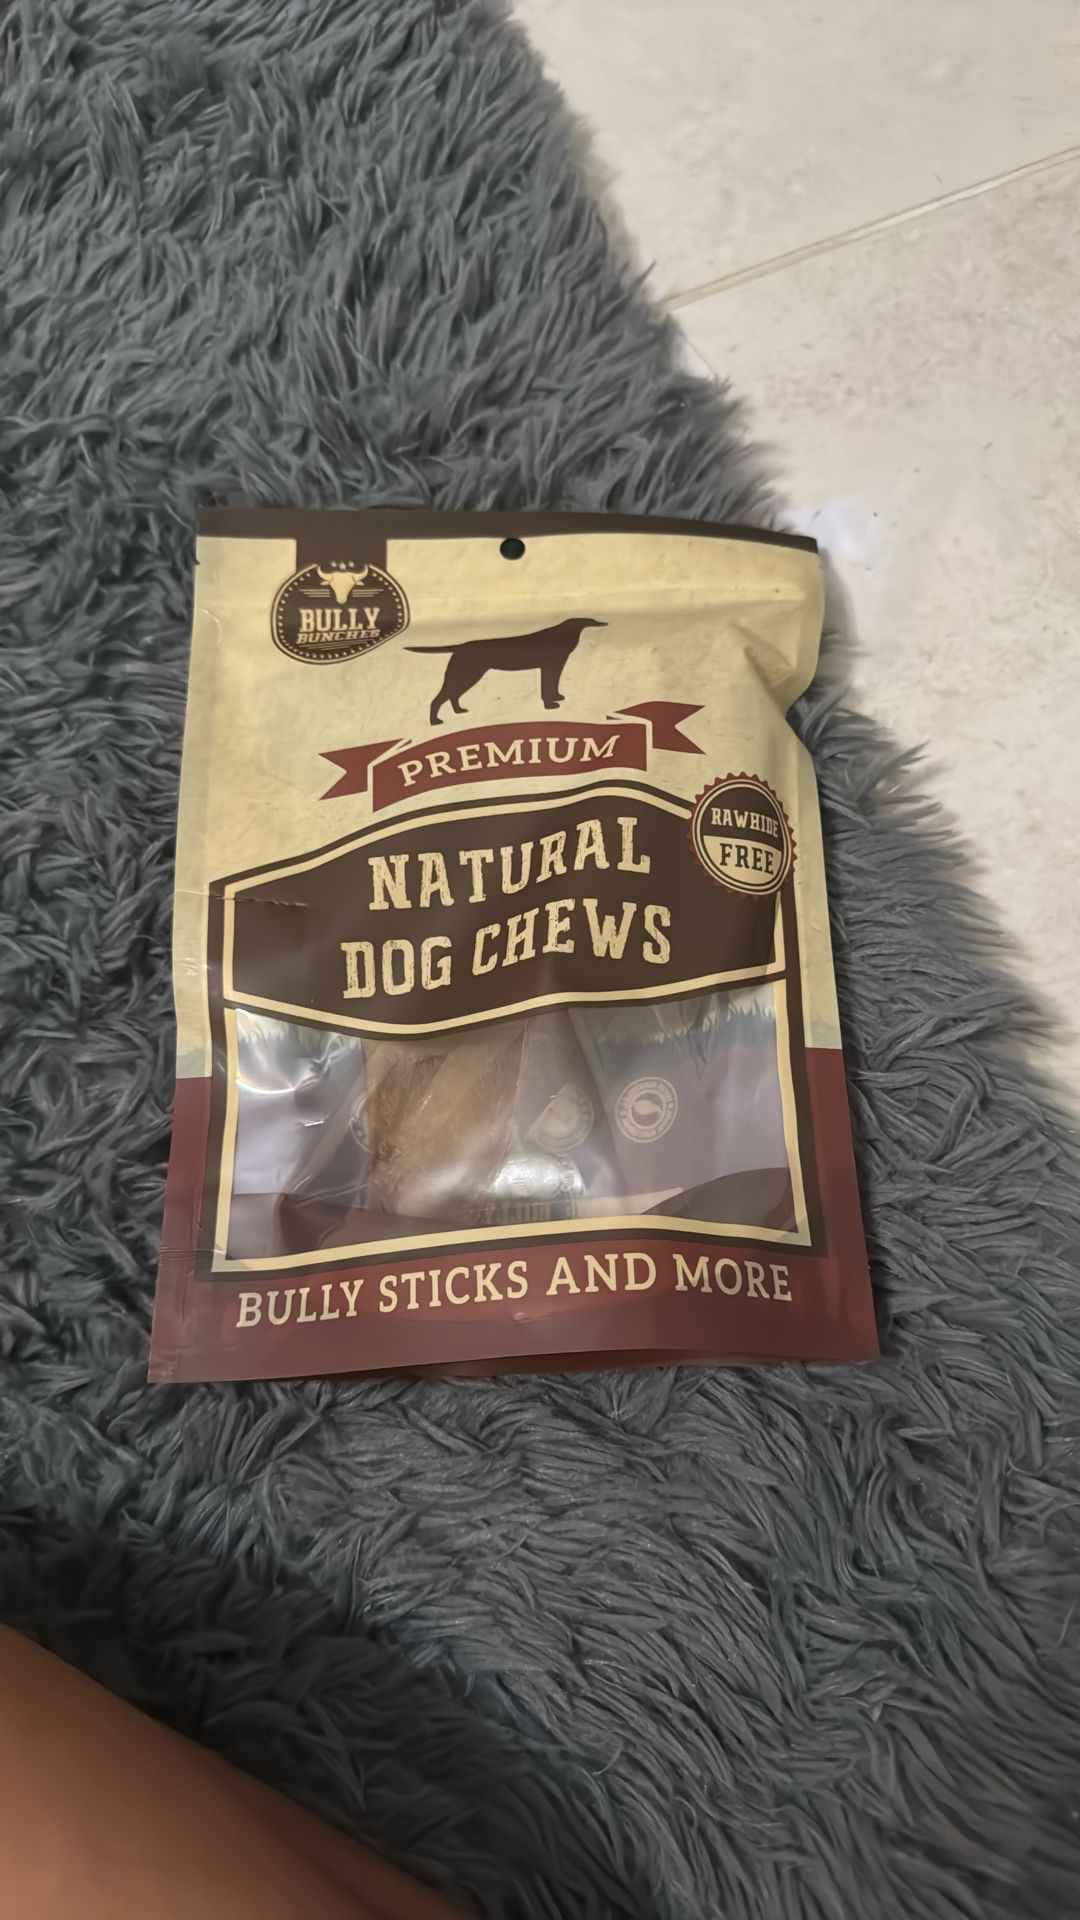 BULLY
BUNCHES
PREMIUM
RAWHIDE
FREE
NATURAL
DOG CHEWS
BULLY STICKS AND MORE